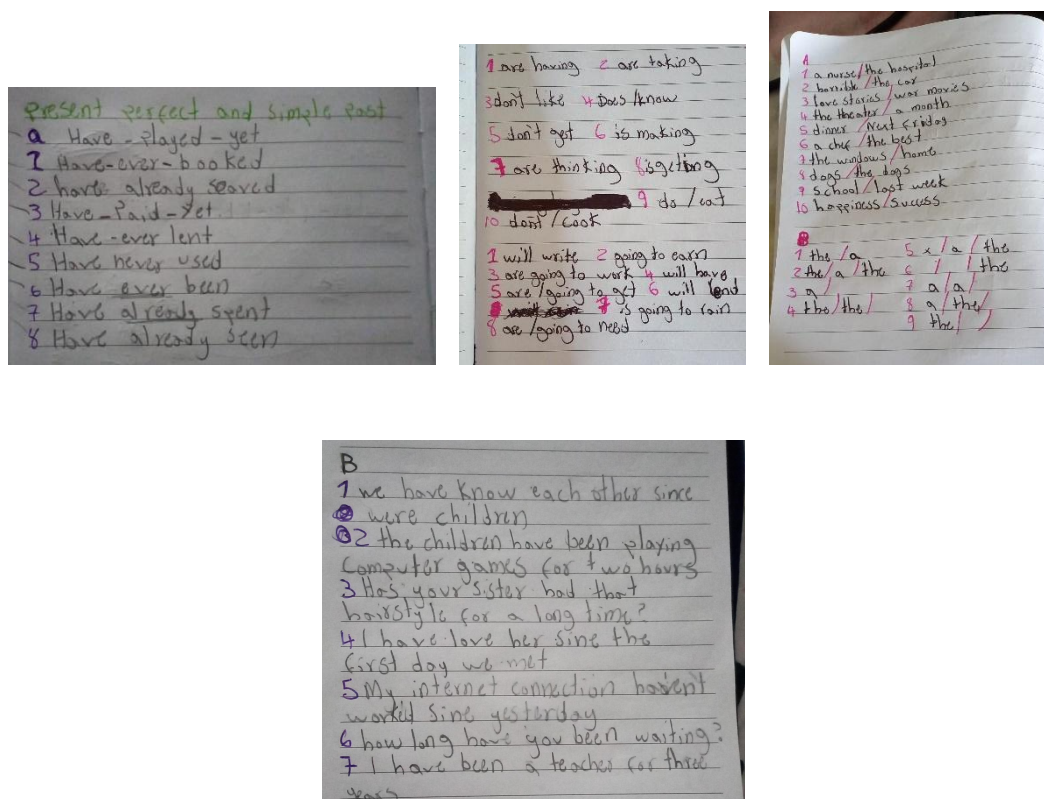 present perfect and simple past
a Have - played - yet
1 Have - ever - booked
2 have already saaved
3 Have - Paid - Yet
4 Have - ever lent
5 Have never used
6 Have ever been
7 Have already spent
8 Have already seen
1 are having 2 are taking
3 don't like 4 Does /know
5 don't get 6 is making
7 are thinking 8 is getting
9 do / eat
10 don't / cook
1 will write 2 going to earn
3 are going to work 4 will have
5 are /going to get 6 will lend
7 is going to rain
8 are /going to need
A
1 a nurse/the hospital
2 horrible /the car
3 love stories / war movies
4 the theater / a month
5 dinner / Next friday
6 a chef /the best
7 the windows / home
8 dogs / the dogs
9 school / last week
10 happiness / success
B
1 the / a 5 x / a / the
2 the / a / the 6 / / the
3 a / 7 a / a /
4 the / the / 8 a / the /
9 the / /
B
1 we have know each other since
were children
2 the children have been playing
computer games for two hours
3 Has your sister had that
hairstyle for a long time?
4 I have love her sine the
first day we met
5 My internet connection haven't
worked sine yesterday
6 how long have you been waiting?
7 I have been a teacher for three
years